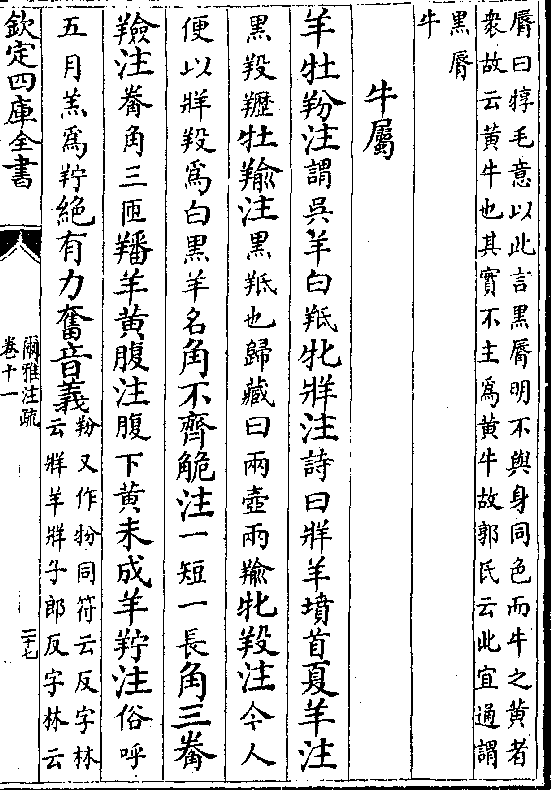 脣曰犉毛意以此言黑脣明不與身同色而牛之黃者
衆故云黃牛也其實不主爲黃牛故郭氏云此宜通謂
黑脣
牛
牛屬
羊牡羒注謂吳羊白羝牝牂注詩曰牂羊墳首夏羊注
黑羖䍽牡羭注黑羝也歸藏曰兩壺兩羭牝羖注今人
便以牂羖爲白黑羊名角不齊觤注一短一長角三觠
羷注觠角三匝羳羊黃腹注腹下黃未成羊羜注俗呼
五月羔爲羜絶有力奮音義羒又作㸮同符云反字林
云牂羊牂子郎反字林云
欽定四庫全書
爾雅注疏
卷十一
二十七